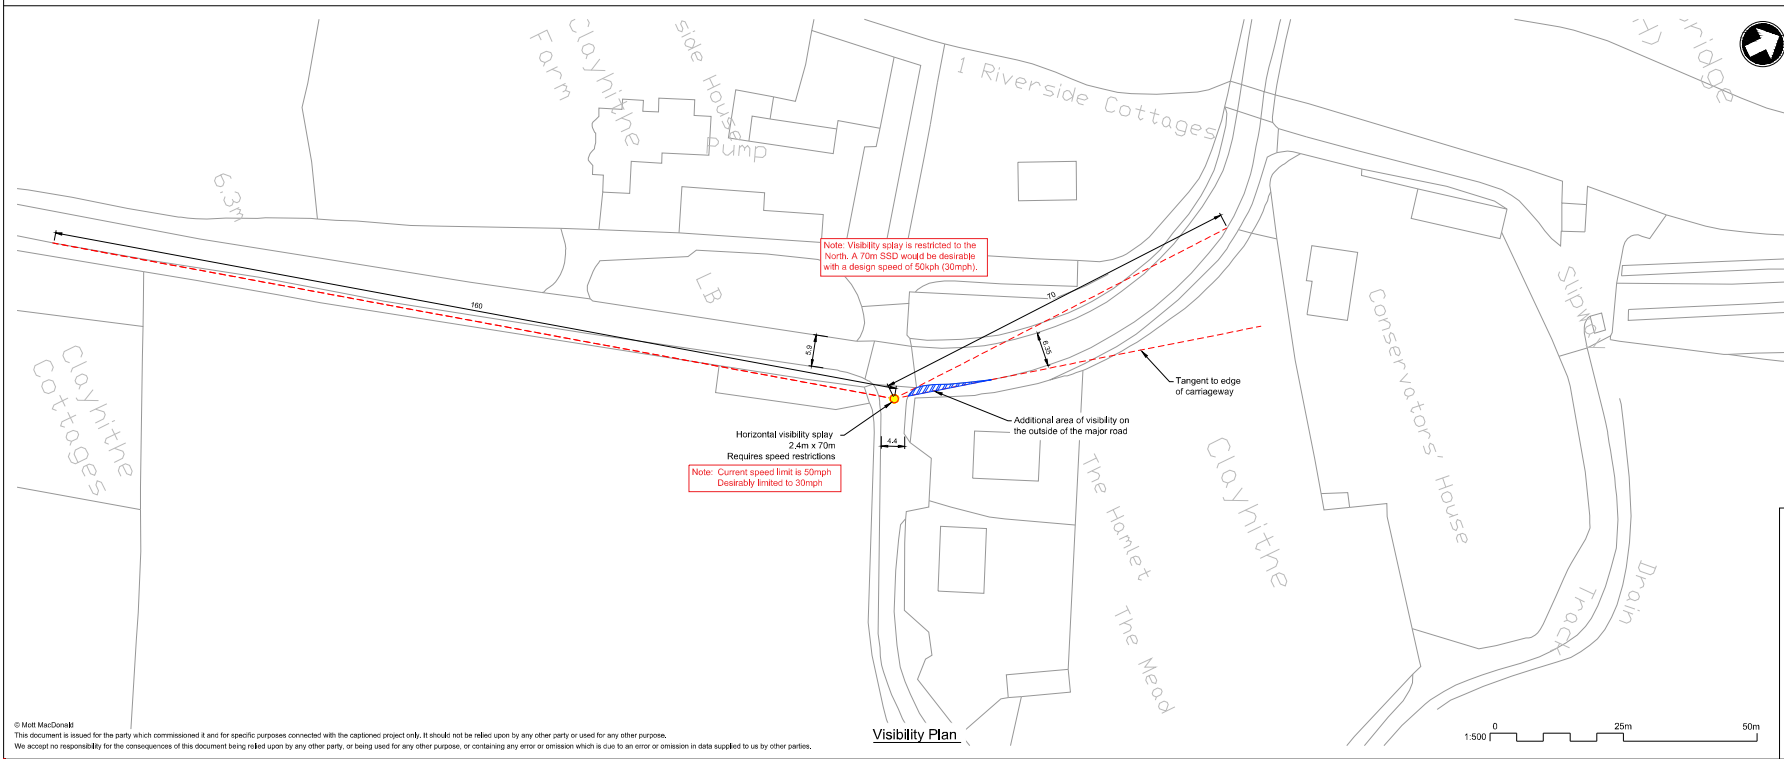 Clayhithe
Farm
side House
Pump
1 Riverside Cottages
6.3m
LB
160
5.9
70
6.35
4.4
Note: Visibility splay is restricted to the
North. A 70m SSD would be desirable
with a design speed of 50kph (30mph).
Tangent to edge
of carriageway
Additional area of visibility on
the outside of the major road
Horizontal visibility splay
2.4m x 70m
Requires speed restrictions
Note: Current speed limit is 50mph
Desirably limited to 30mph
Clayhithe
Cottages
The Hamlet
The Mead
Clayhithe
Conservators' House
Track
Drain
© Mott MacDonald
This document is issued for the party which commissioned it and for specific purposes connected with the captioned project only. It should not be relied upon by any other party or used for any other purpose.
We accept no responsibility for the consequences of this document being relied upon by any other party, or being used for any other purpose, or containing any error or omission which is due to an error or omission in data supplied to us by other parties.
Visibility Plan
1:500
0
25m
50m